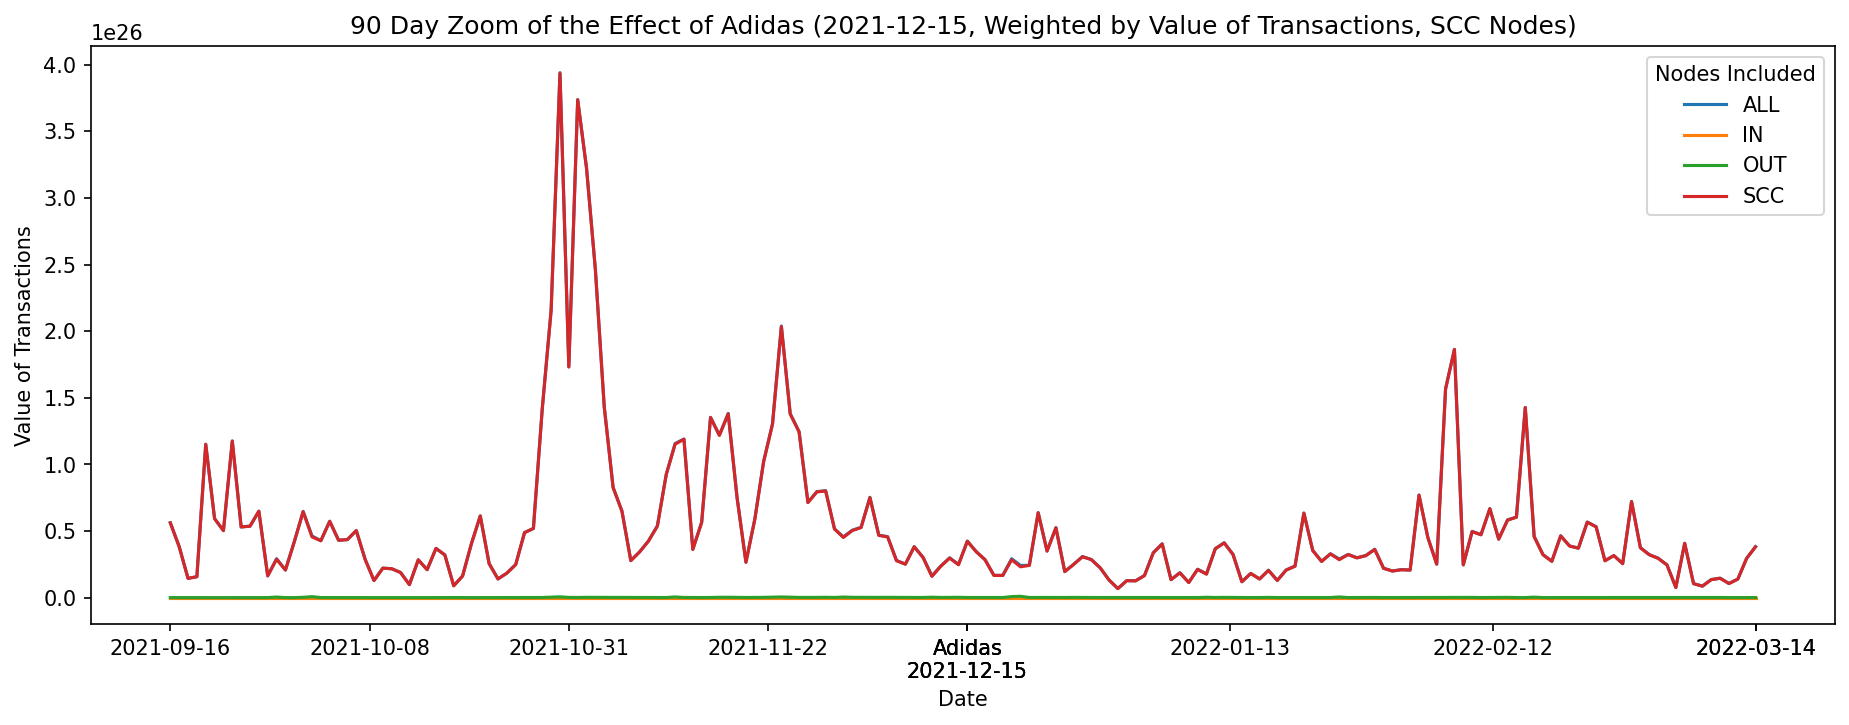 90 Day Zoom of the Effect of Adidas (2021-12-15, Weighted by Value of Transactions, SCC Nodes)
1e26
4.0
3.5
3.0
2.5
2.0
1.5
1.0
0.5
0.0
Value of Transactions
Nodes Included
ALL
IN
OUT
SCC
2021-09-16 2021-10-08 2021-10-31 2021-11-22 Adidas 2022-01-13 2022-02-12 2022-03-14
2021-12-15
Date